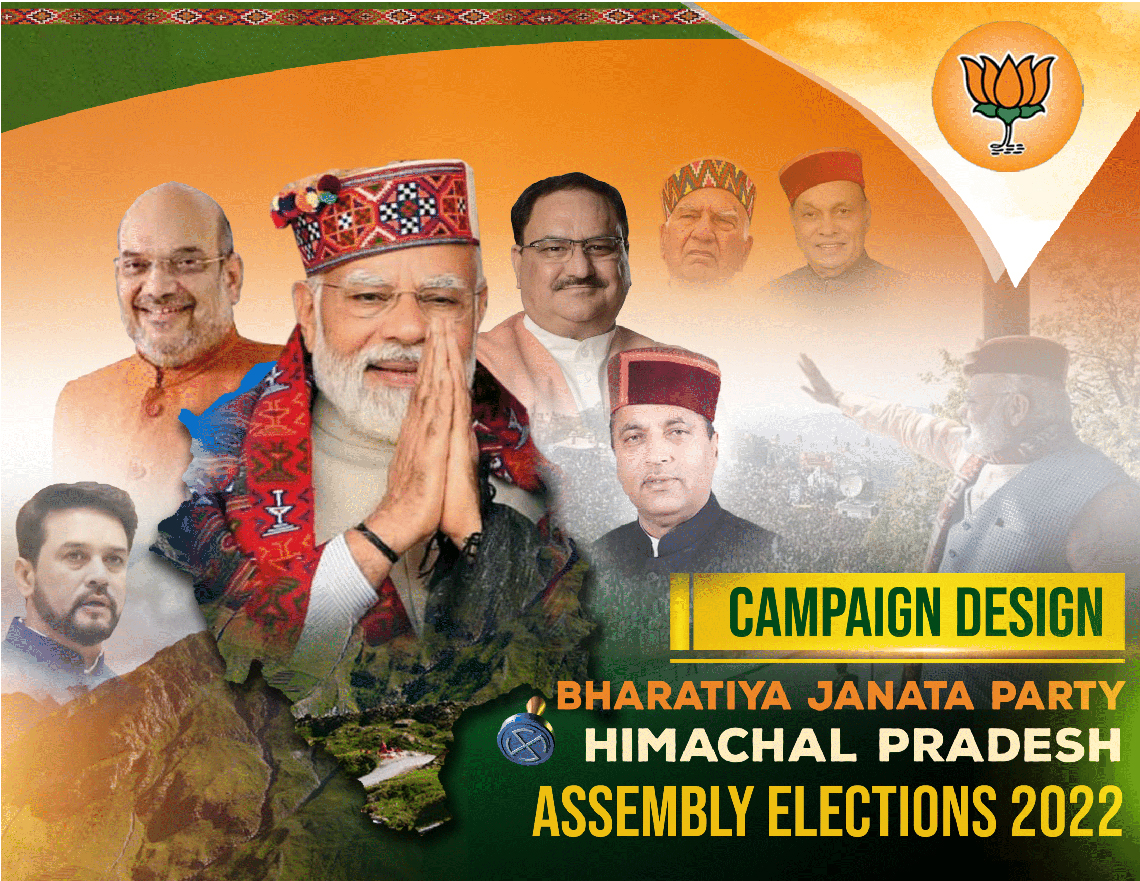 CAMPAIGN DESIGN
BHARATIYA JANATA PARTY
HIMACHAL PRADESH
ASSEMBLY ELECTIONS 2022